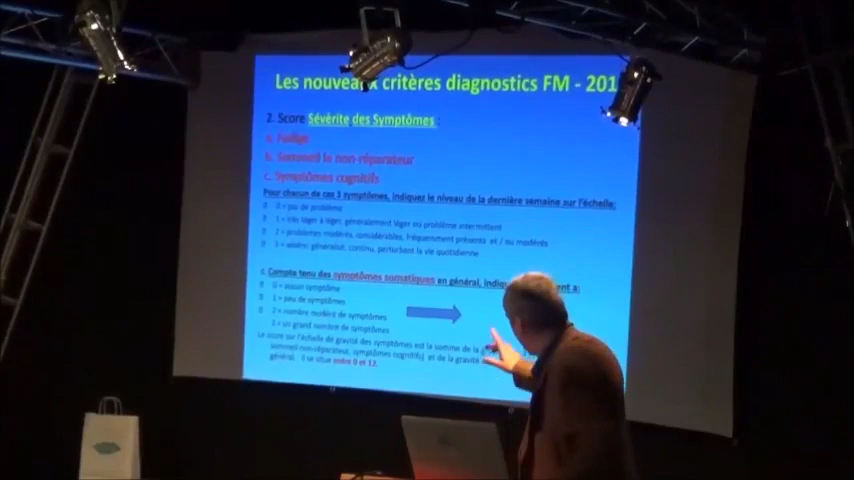 Les nouveaux critères diagnostics FM - 201
2. Score Sévèrite des Symptômes :
a. Fatige
b. Sommeil le non-réparateur
c. Symptômes cognitifs
Pour chacun de cas 3 symptômes, indiquez le niveau de la dernière semaine sur l'échelle:
0 = pas de problème
1 = très léger à léger, généralement léger ou problème intermittent
2 = problèmes modérés, considérables, fréquemment présents et / ou modérés
3 = sévère: généralisé, continu, perturbant la vie quotidienne
Compte tenu des symptômes somatiques en général, indiq ent a:
0 = aucun symptôme
1 = peu de symptômes
2 = nombre modéré de symptômes
3 = un grand nombre de symptômes
Le score sur l'échelle de gravité des symptômes est la somme de la
sommeil non-réparateur, symptômes cognitifs) et de la gravité
général. Il se situe entre 0 et 12.